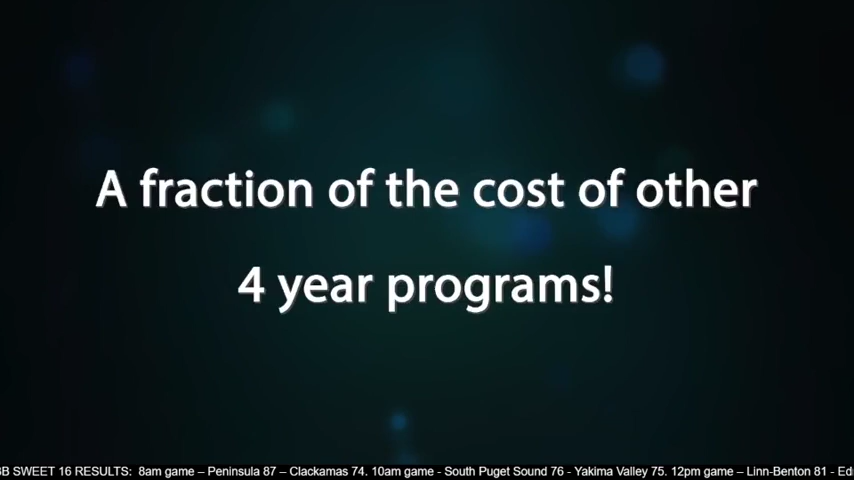 A fraction of the cost of other
4 year programs!
SWEET 16 RESULTS: 8am game – Peninsula 87 – Clackamas 74. 10am game - South Puget Sound 76 - Yakima Valley 75. 12pm game – Linn-Benton 81 -